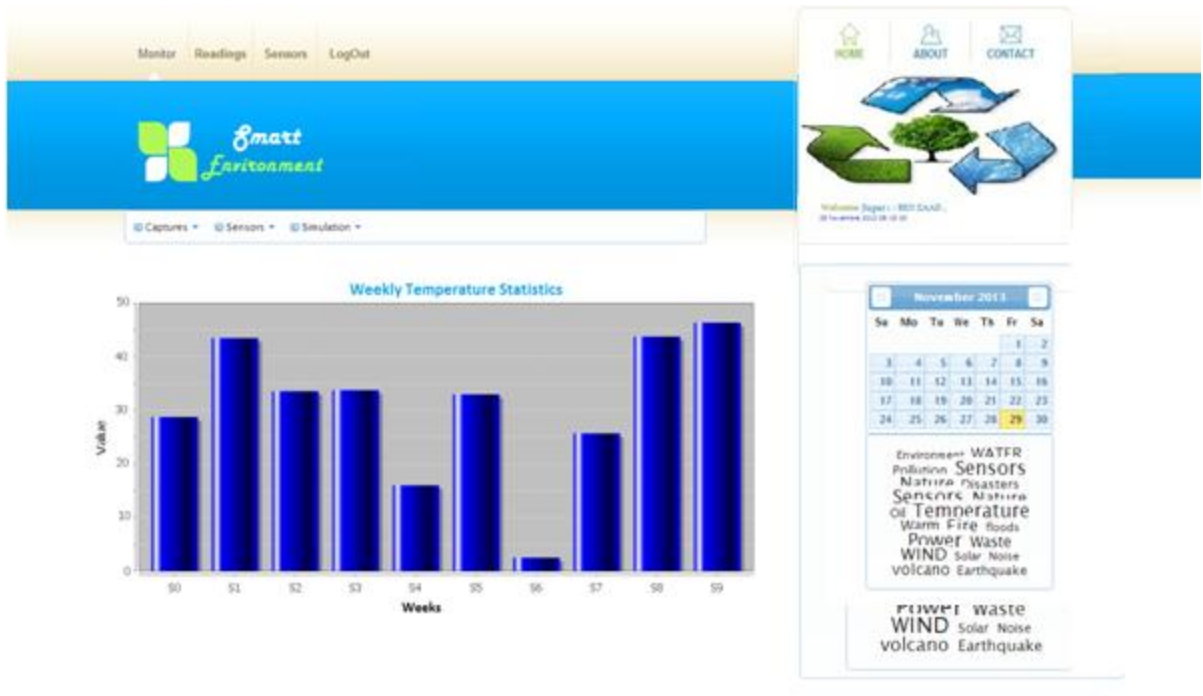 Monitor Readings Sensors LogOut
HOME ABOUT CONTACT
Smart
Environment
Captures Sensors Simulation
Weekly Temperature Statistics
50
40
30
20
10
0
Value
S0 S1 S2 S3 S4 S5 S6 S7 S8 S9
Weeks
Welcome
November 2013
Su Mo Tu We Th Fr Sa
1 2
3 4 5 6 7 8 9
10 11 12 13 14 15 16
17 18 19 20 21 22 23
24 25 26 27 28 29 30
Environment WATER
Pollution Sensors
Nature Disasters
Sensors Nature
Oil Temperature
Warm Fire floods
Power Waste
WIND Solar Noise
volcano Earthquake
Power Waste
WIND Solar Noise
volcano Earthquake